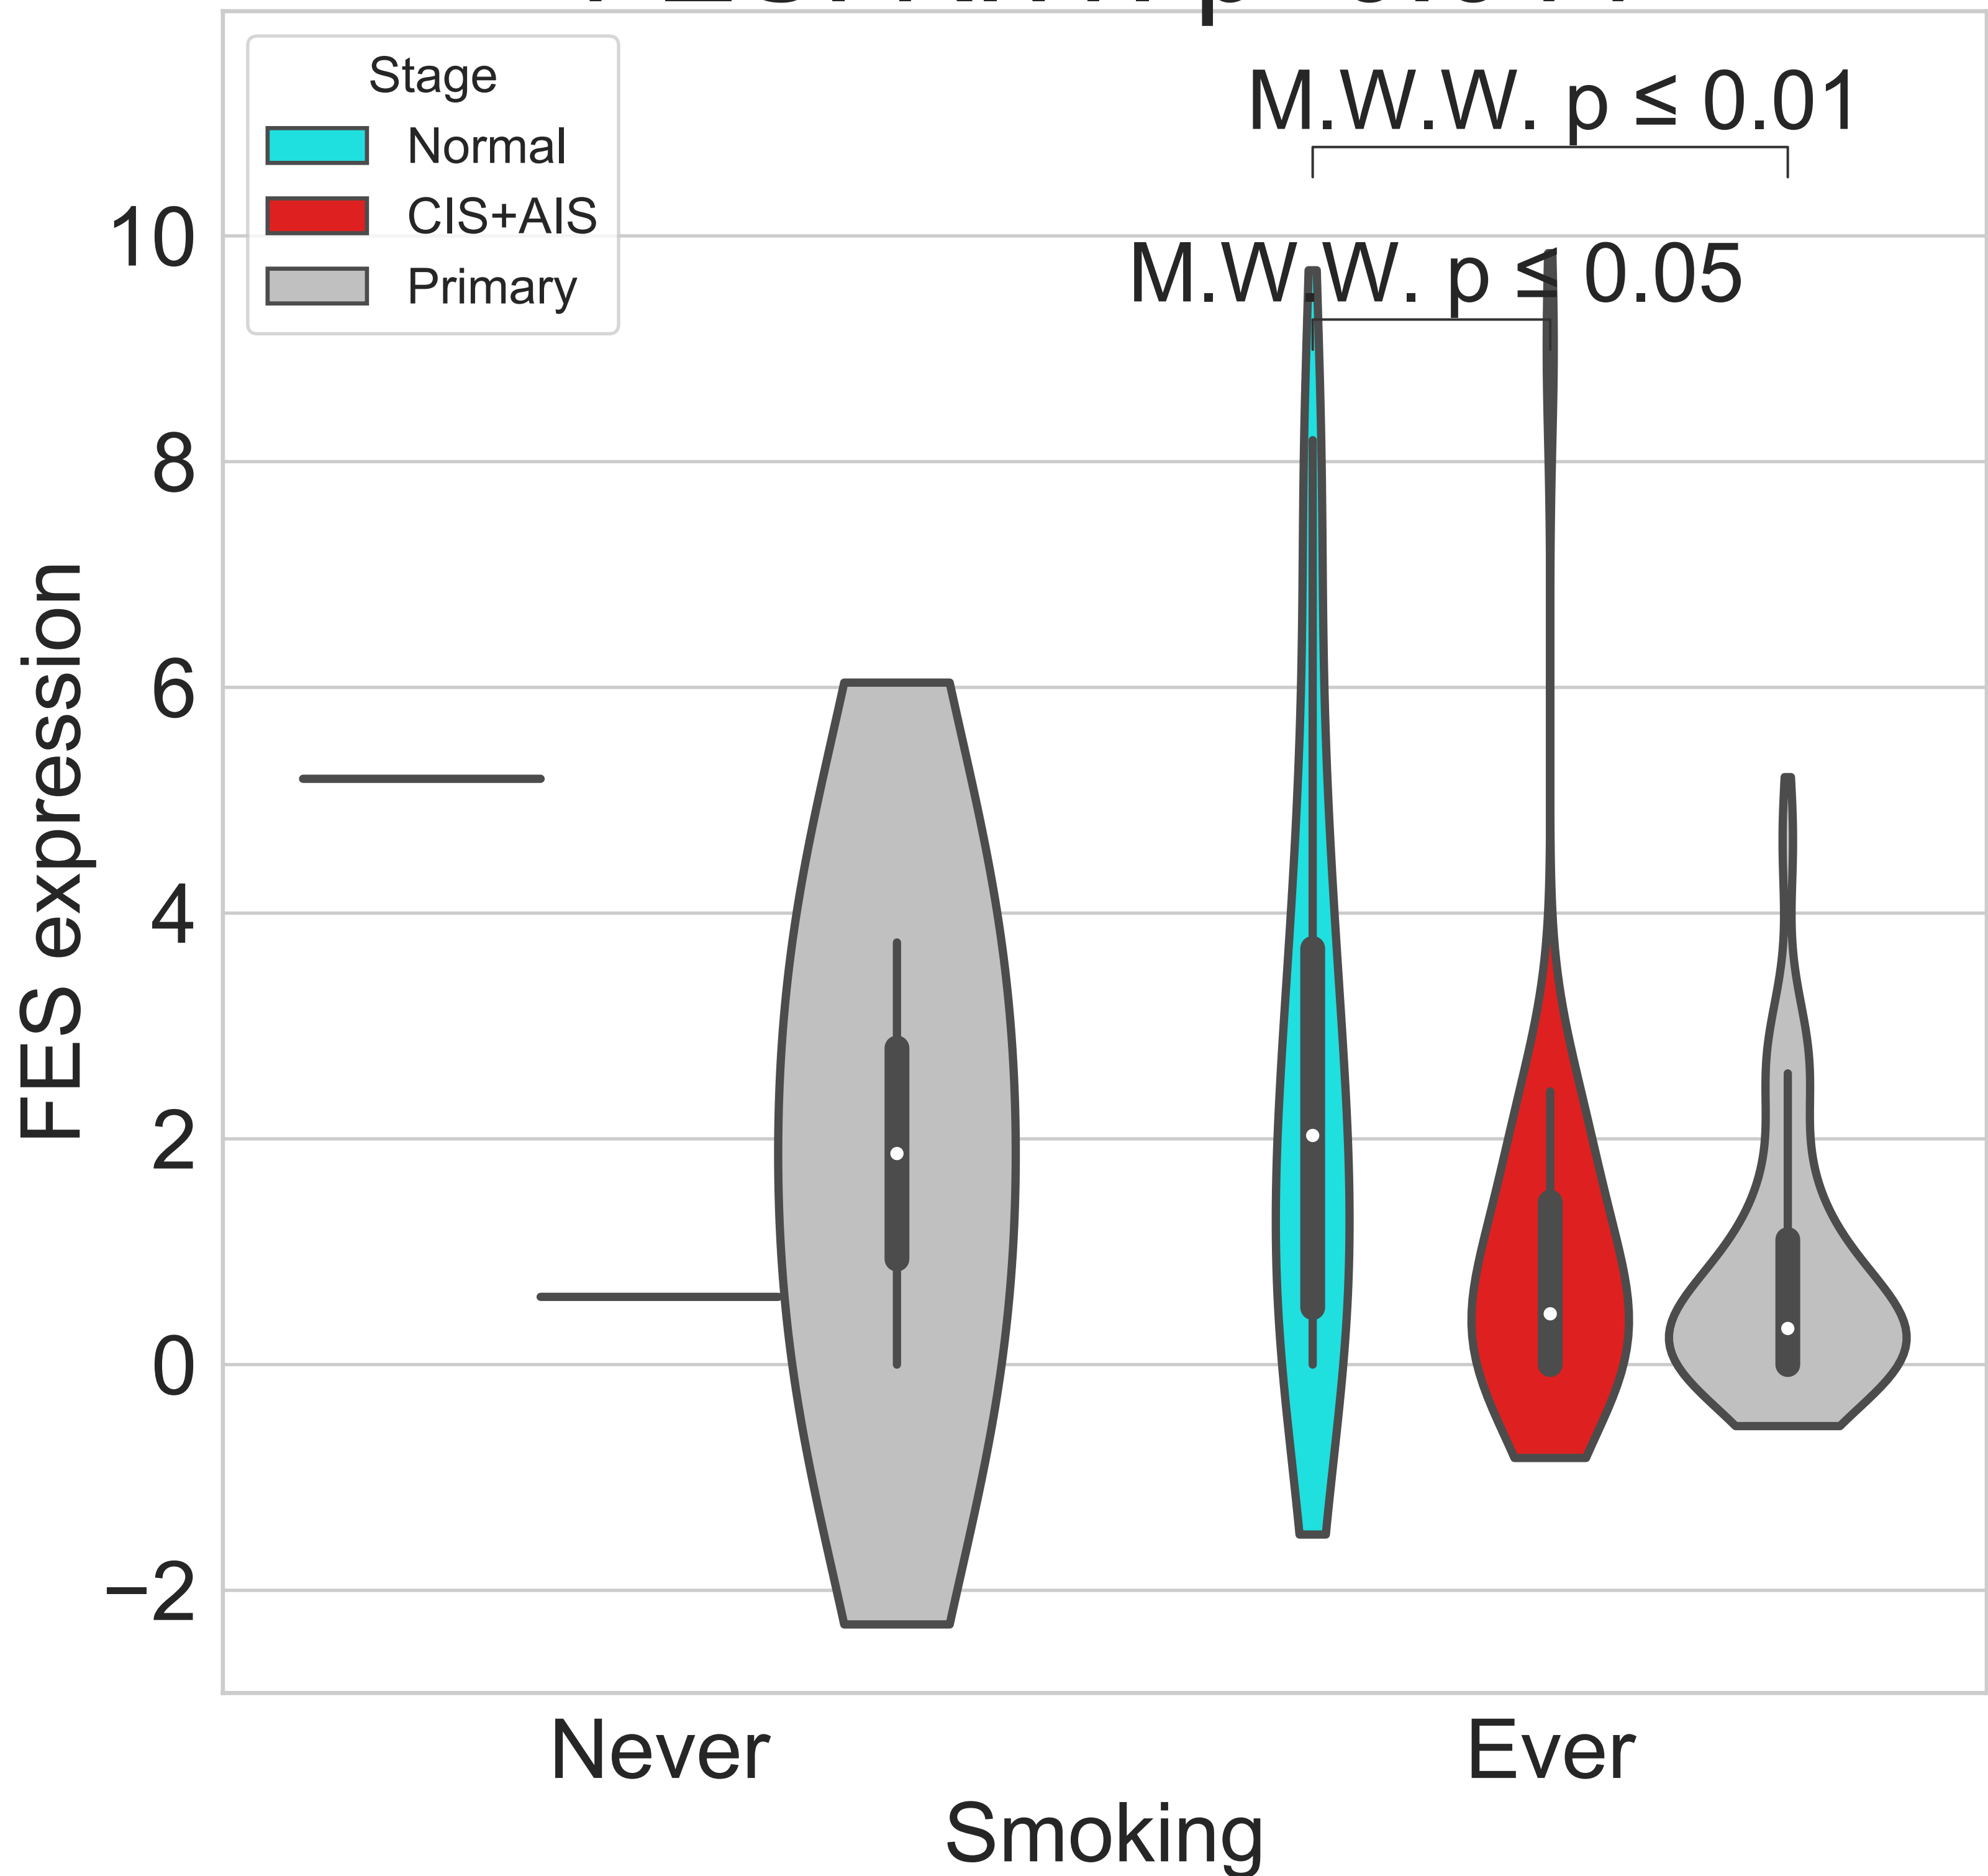 Stage
Normal
CIS+AIS
Primary
M.W.W. p ≤ 0.01
M.W.W. p ≤ 0.05
10
8
6
4
2
0
−2
FES expression
Never
Ever
Smoking